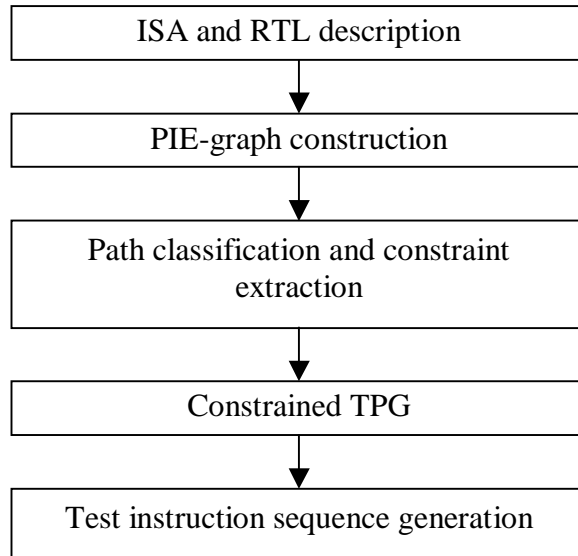 ISA and RTL description
PIE-graph construction
Path classification and constraint
extraction
Constrained TPG
Test instruction sequence generation